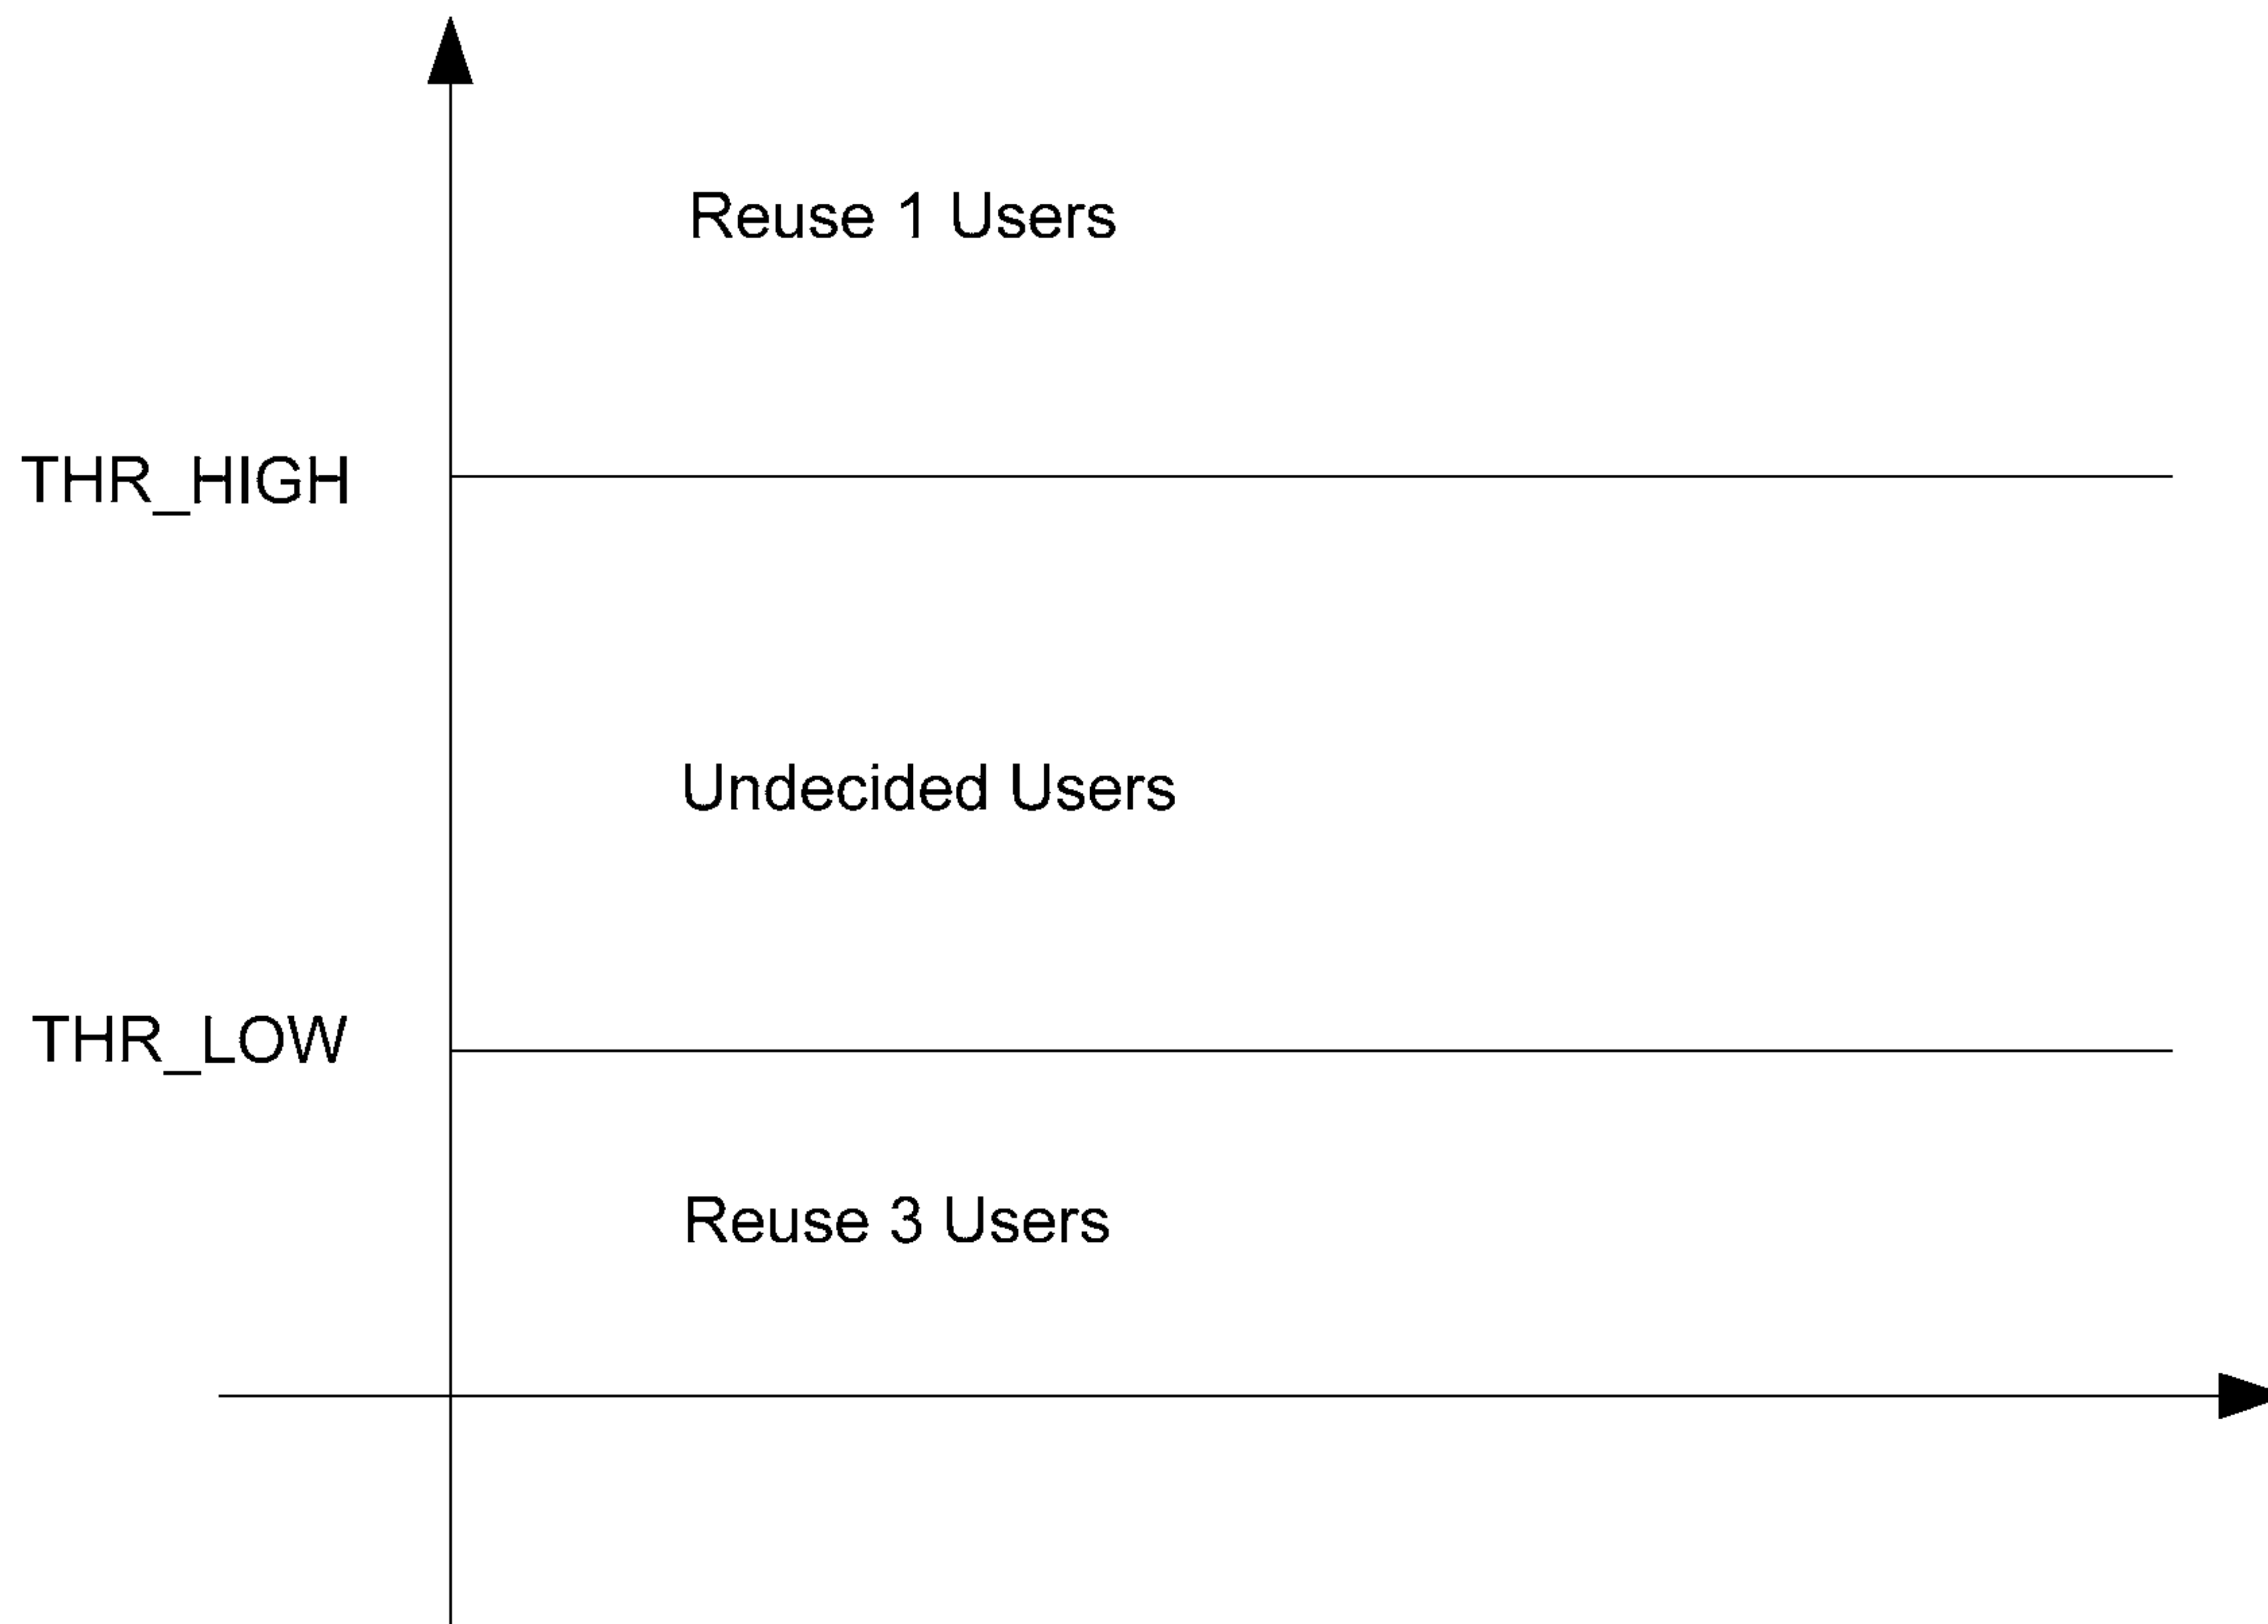 Reuse 1 Users
THR_HIGH
Undecided Users
THR_LOW
Reuse 3 Users